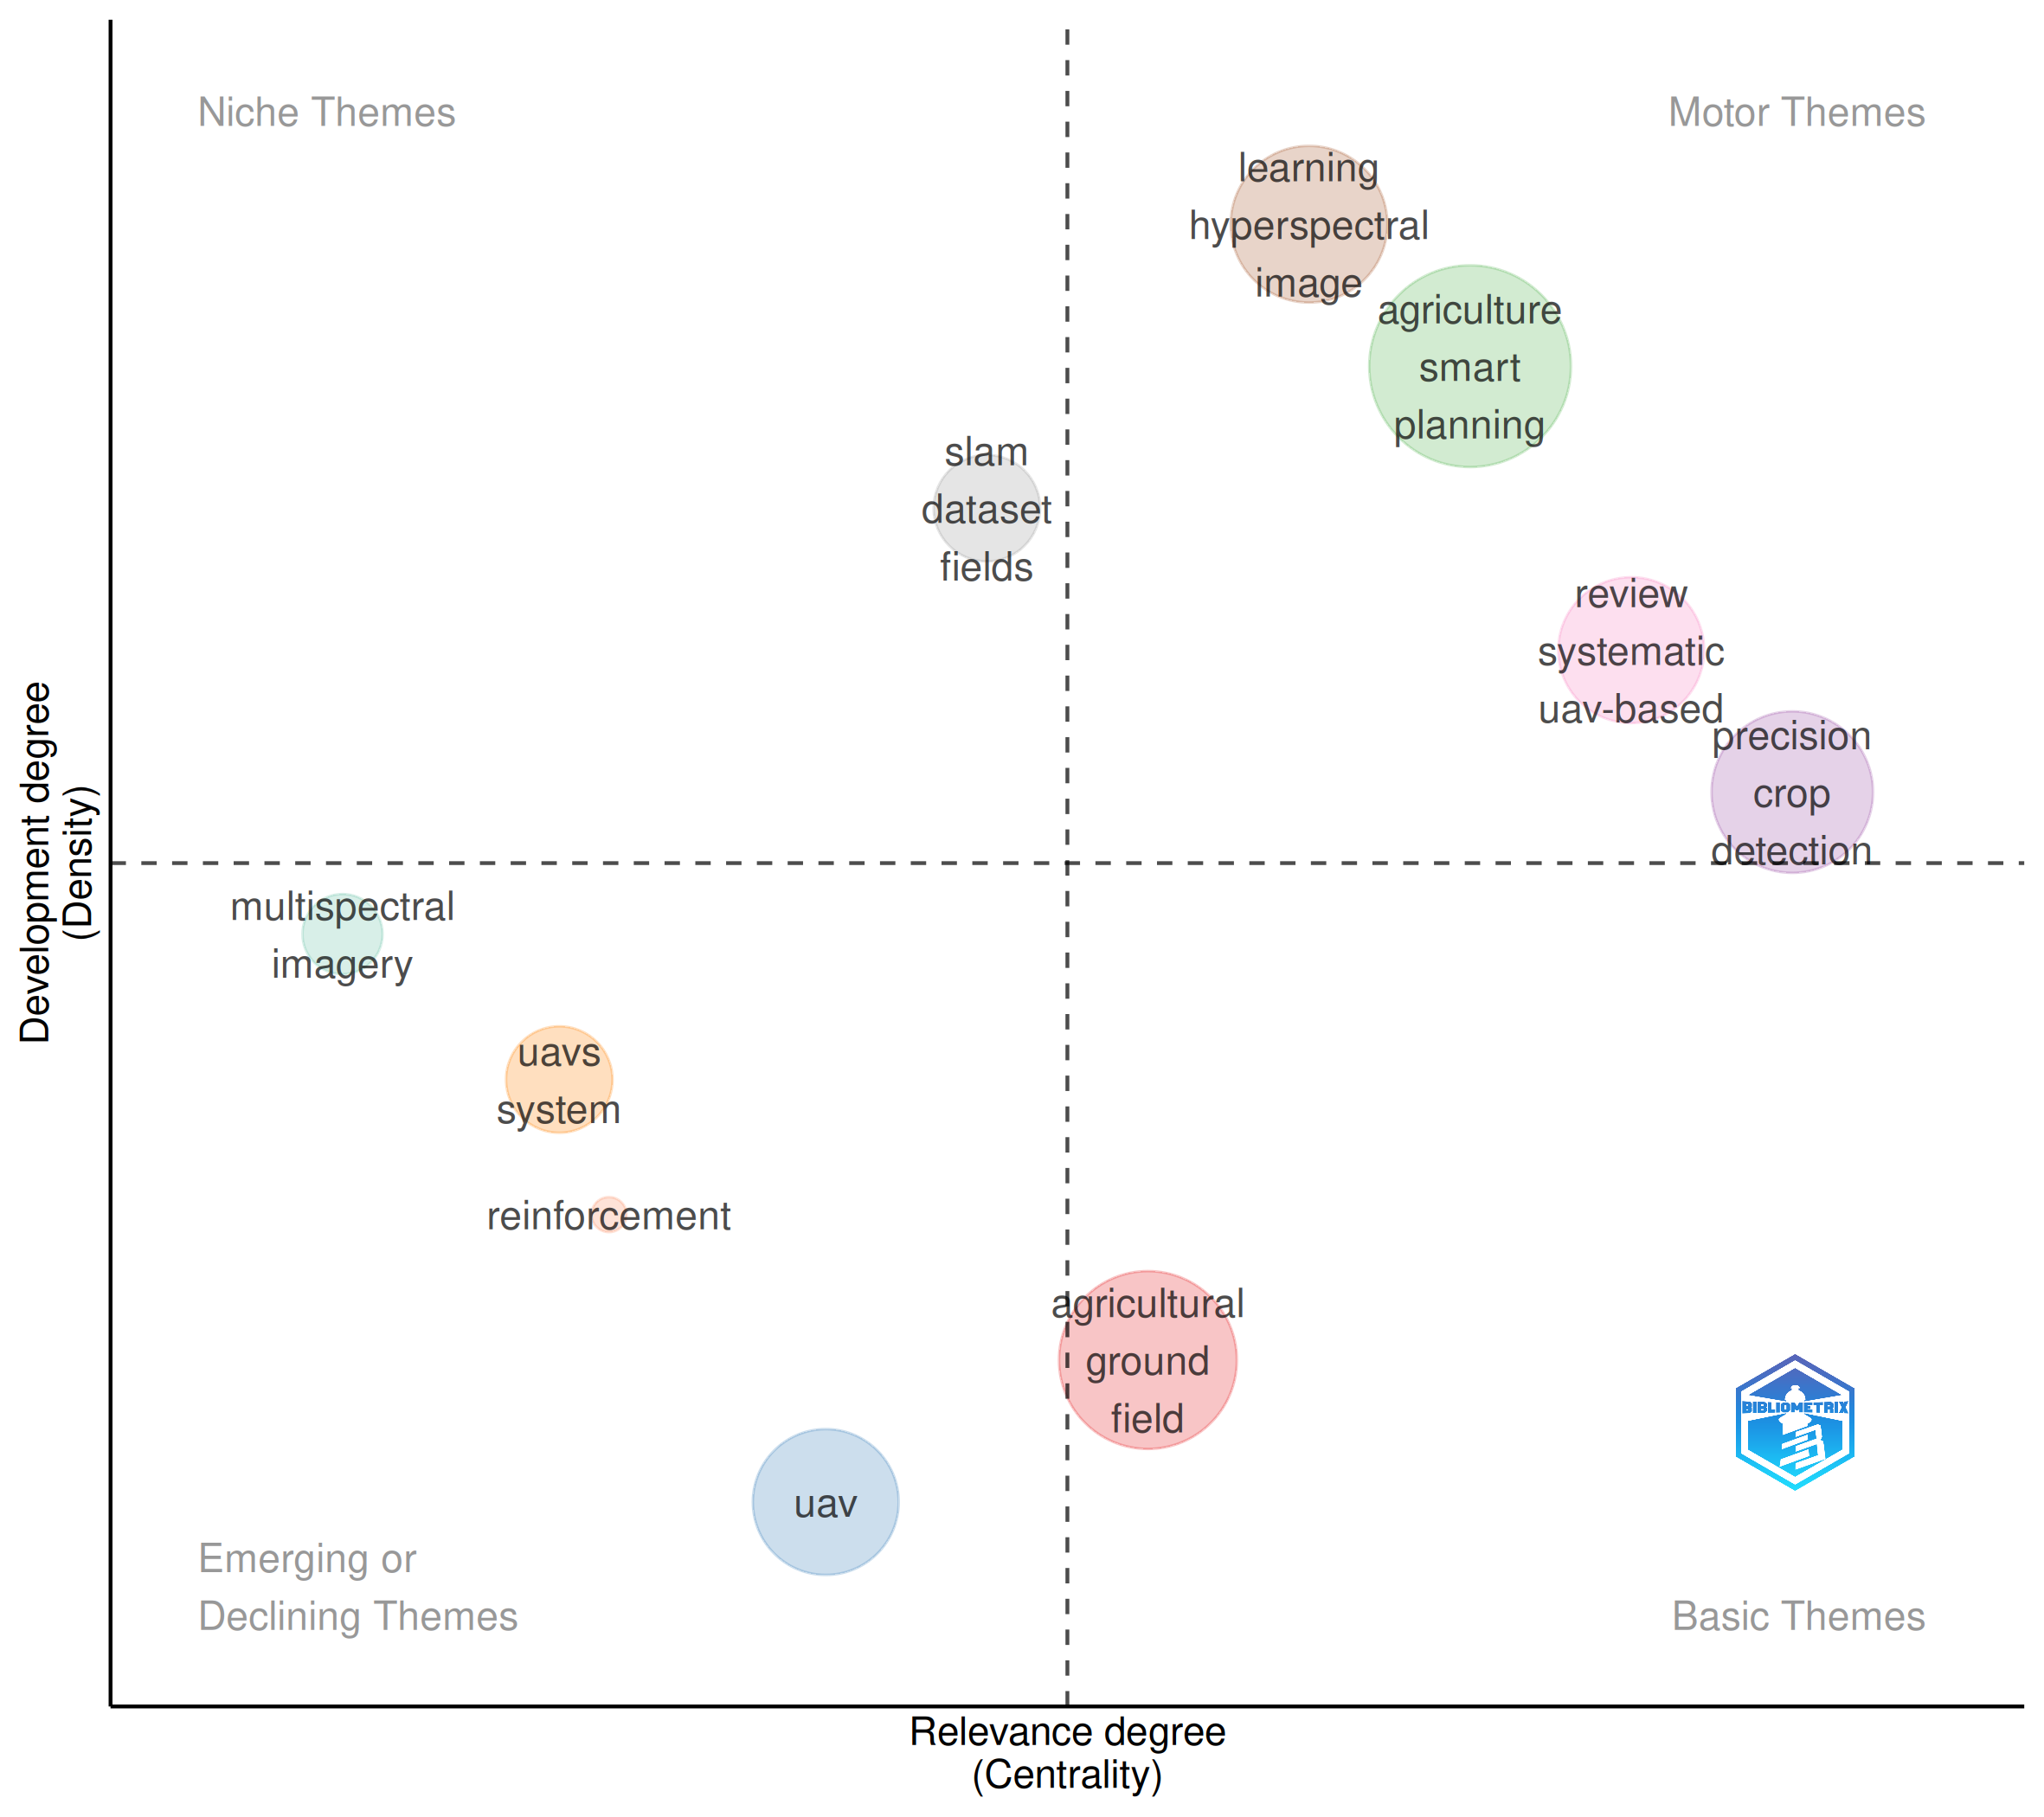 Niche Themes
Motor Themes
learning
hyperspectral
image
agriculture
smart
planning
slam
dataset
fields
review
systematic
uav-based
precision
crop
detection
Development degree
(Density)
multispectral
imagery
uavs
system
reinforcement
agricultural
ground
field
BIBLIOMETRIX
uav
Emerging or
Declining Themes
Basic Themes
Relevance degree
(Centrality)